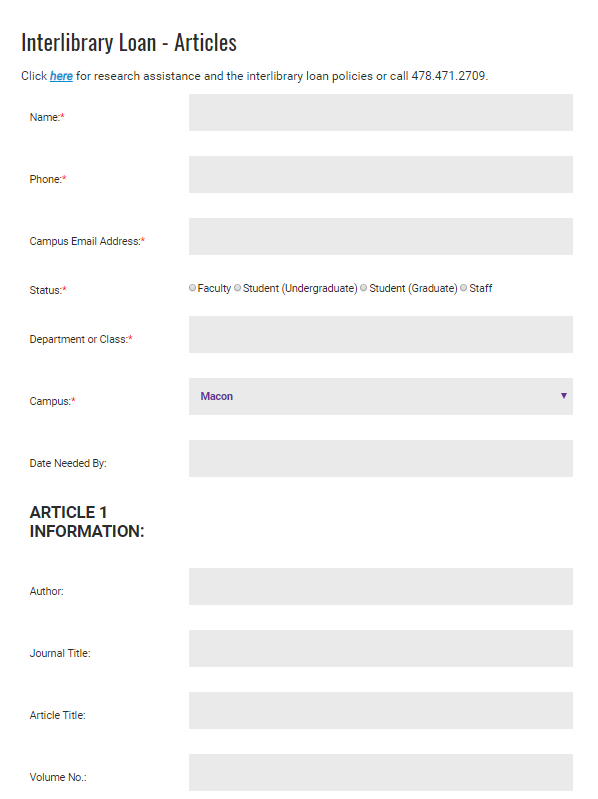 Interlibrary Loan - Articles
Click here for research assistance and the interlibrary loan policies or call 478.471.2709.
Name:*
Phone:*
Campus Email Address:*
Status:* Faculty Student (Undergraduate) Student (Graduate) Staff
Department or Class:*
Campus:* Macon
Date Needed By:
ARTICLE 1
INFORMATION:
Author:
Journal Title:
Article Title:
Volume No.: